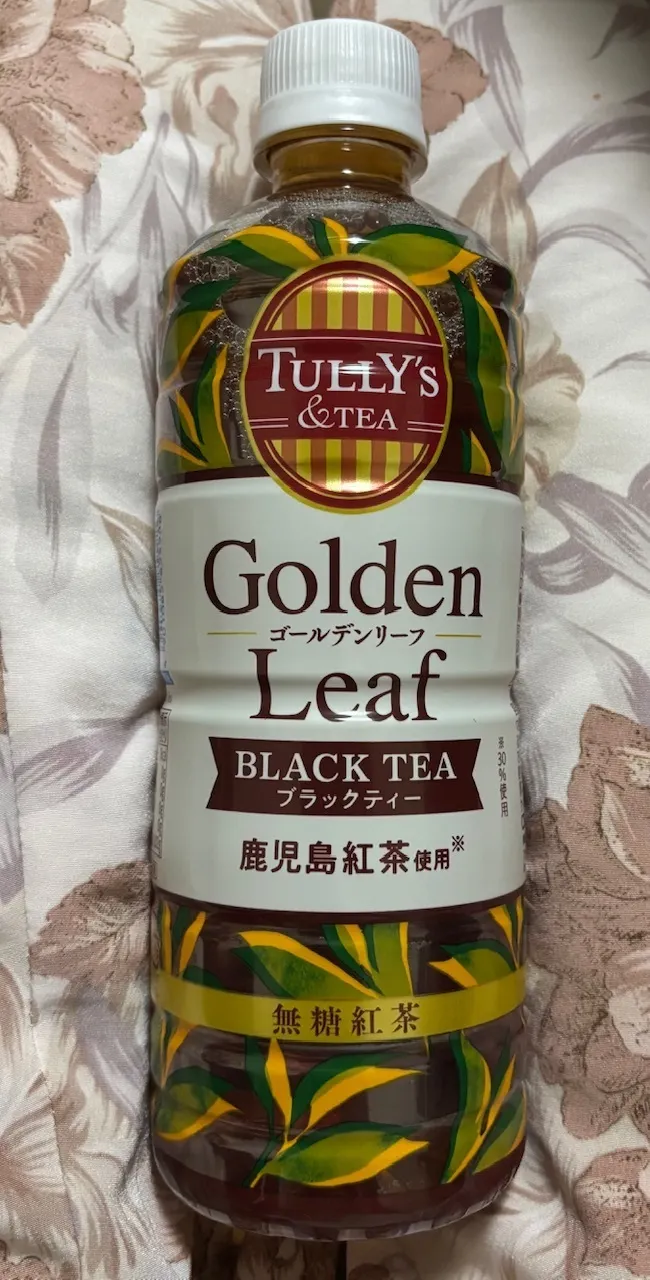 TULLY's
& TEA
Golden
ゴールデンリーフ
Leaf
BLACK TEA
ブラックティー
※30%使用
鹿児島紅茶使用※
無糖紅茶